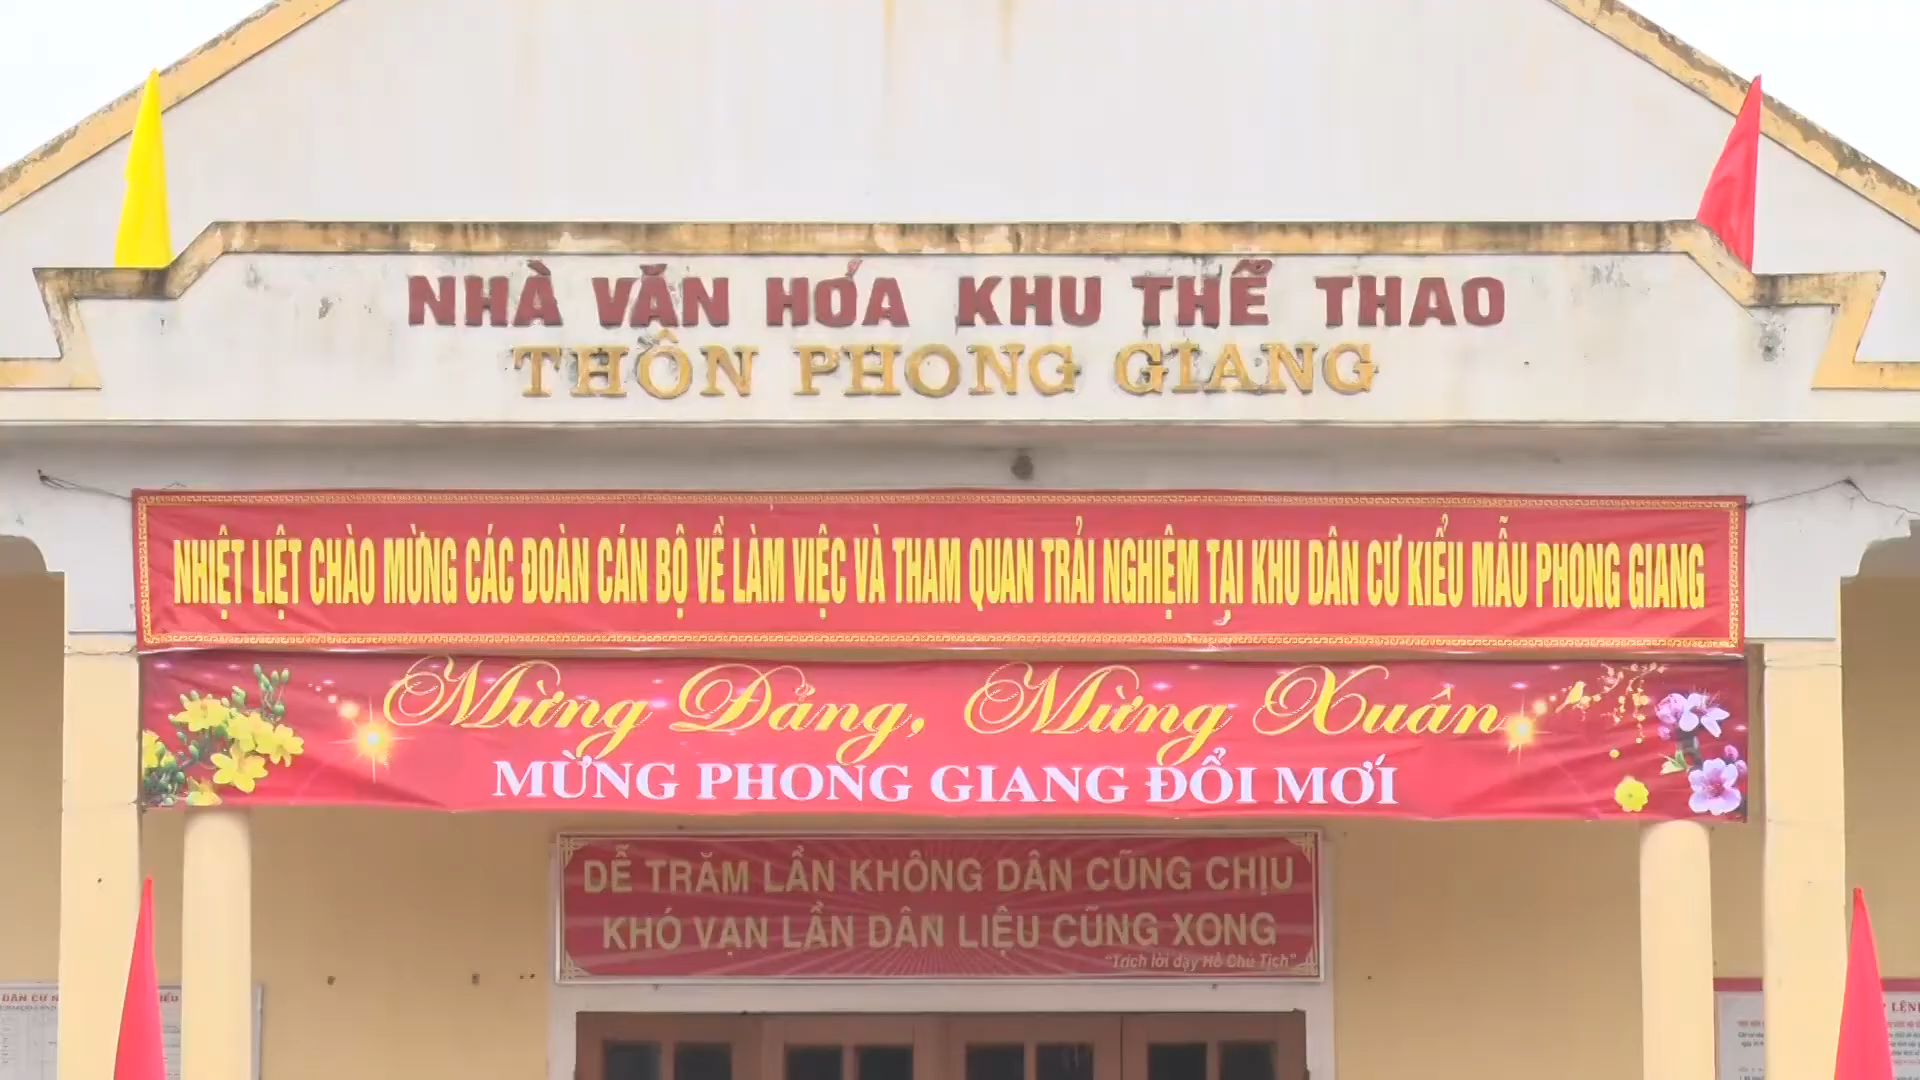 NHÀ VĂN HÓA KHU THỂ THAO
THÔN PHONG GIANG
NHIỆT LIỆT CHÀO MỪNG CÁC ĐOÀN CÁN BỘ VỀ LÀM VIỆC VÀ THAM QUAN TRẢI NGHIỆM TẠI KHU DÂN CƯ KIỂU MẪU PHONG GIANG
Mừng Đảng, Mừng Xuân
MỪNG PHONG GIANG ĐỔI MỚI
DỄ TRĂM LẦN KHÔNG DÂN CŨNG CHỊU
KHÓ VẠN LẦN DÂN LIỆU CŨNG XONG
"Trích lời dạy Hồ Chủ Tịch"
DÂN CƯ
LỆNH